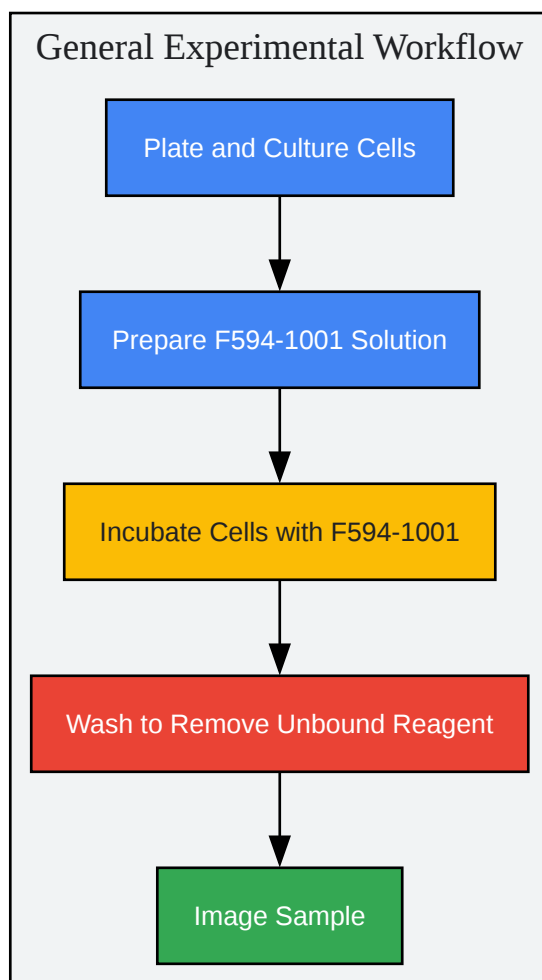 General Experimental Workflow
Plate and Culture Cells
Prepare F594-1001 Solution
Incubate Cells with F594-1001
Wash to Remove Unbound Reagent
Image Sample